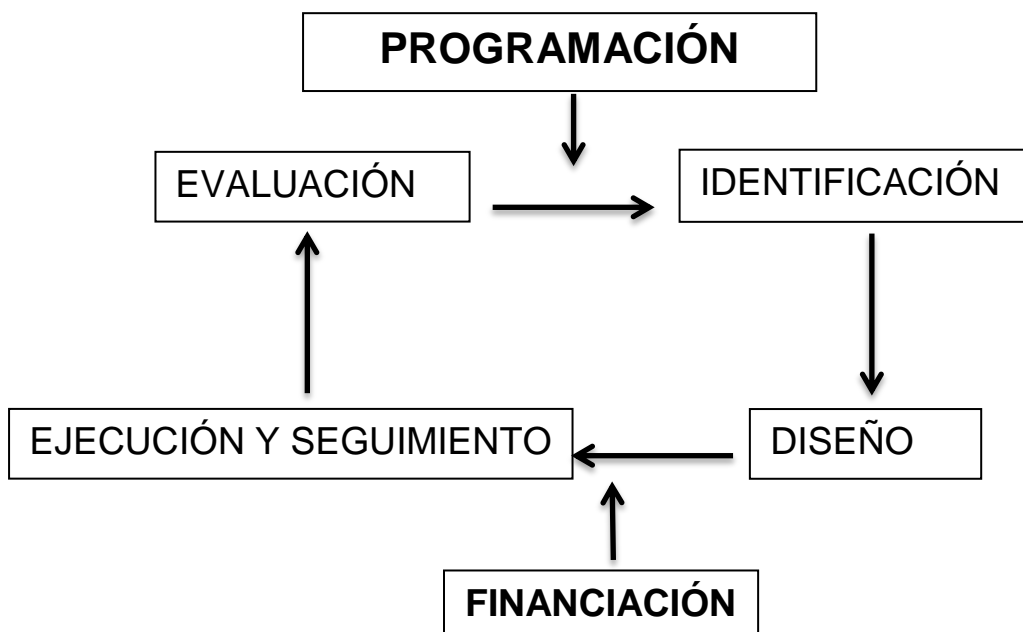 PROGRAMACIÓN
EVALUACIÓN
IDENTIFICACIÓN
EJECUCIÓN Y SEGUIMIENTO
DISEÑO
FINANCIACIÓN